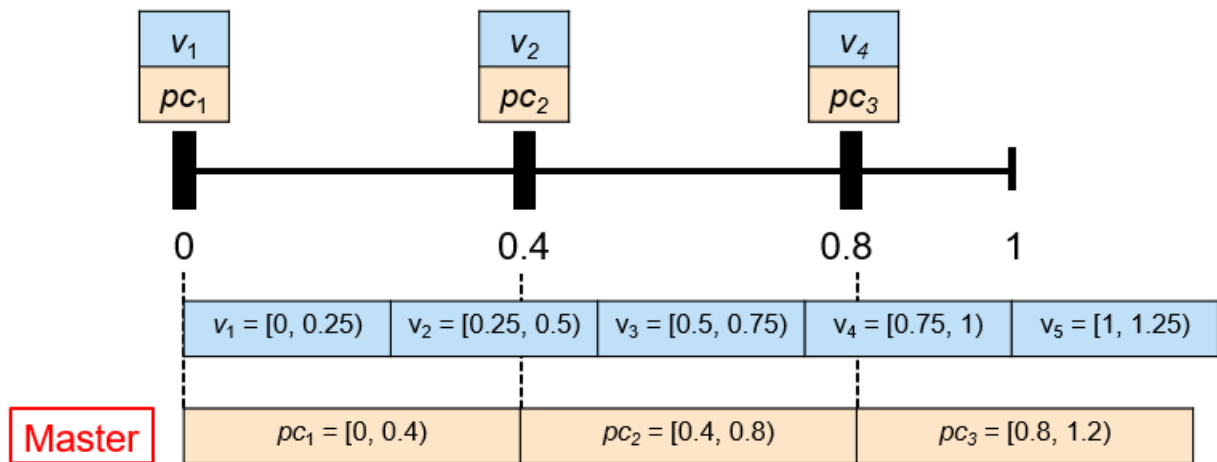 v₁ v₂ v₄
pc₁ pc₂ pc₃
0 0.4 0.8 1
v₁ = [0, 0.25) v₂ = [0.25, 0.5) v₃ = [0.5, 0.75) v₄ = [0.75, 1) v₅ = [1, 1.25)
Master pc₁ = [0, 0.4) pc₂ = [0.4, 0.8) pc₃ = [0.8, 1.2)